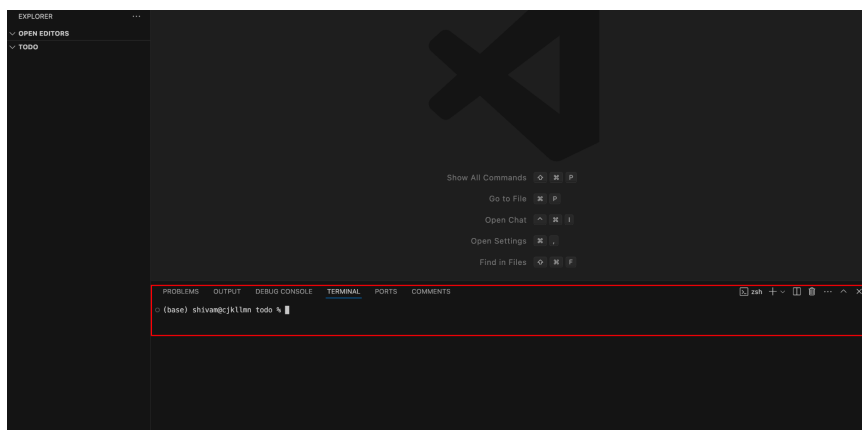 EXPLORER ...
OPEN EDITORS
TODO
Show All Commands ⇧ ⌘ P
Go to File ⌘ P
Open Chat ^ ⌘ I
Open Settings ⌘ ,
Find in Files ⇧ ⌘ F
PROBLEMS OUTPUT DEBUG CONSOLE TERMINAL PORTS COMMENTS zsh
(base) shivam@cjkllmn todo %